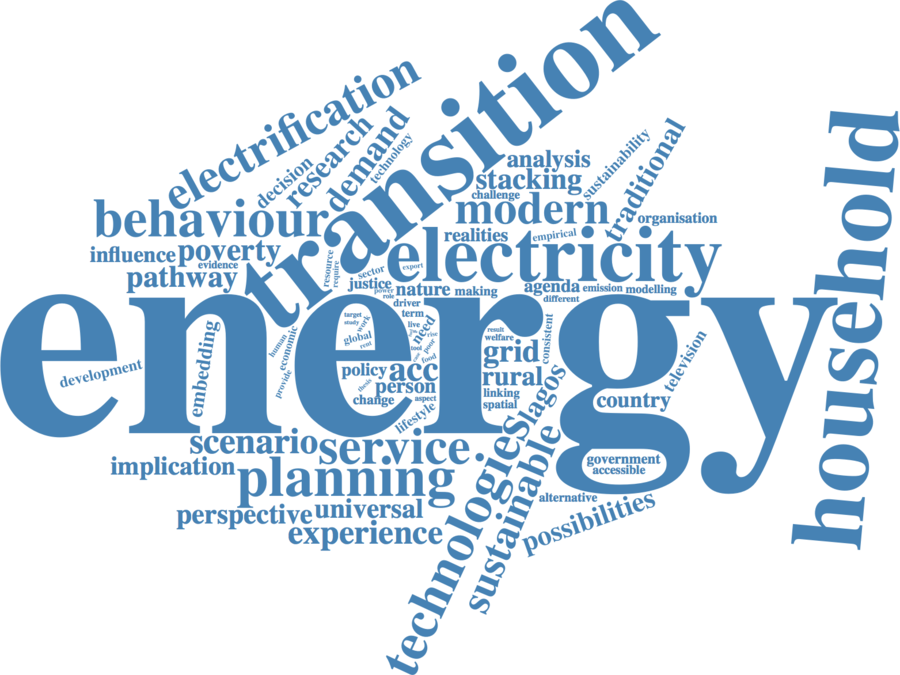 transition
electrification
research
decision
demand
technology
behaviour
influence
poverty
evidence
pathway
analysis
stacking
challenge
modern
sustainability
traditional
organisation
realities
empirical
electricity
household
resource
require
sector
export
justice
nature
making
power
role
driver
term
agenda
emission
modelling
different
energy
development
embedding
human
economic
provide
target
study
work
global
rent
live
need
rise
poor
tool
food
policy
acc
person
thesis
change
aspect
lifestyle
result
welfare
grid
consistent
rural
linking
spatial
lagos
country
television
government
accessible
scenario
service
implication
planning
perspective
universal
experience
technologies
sustainable
alternative
possibilities